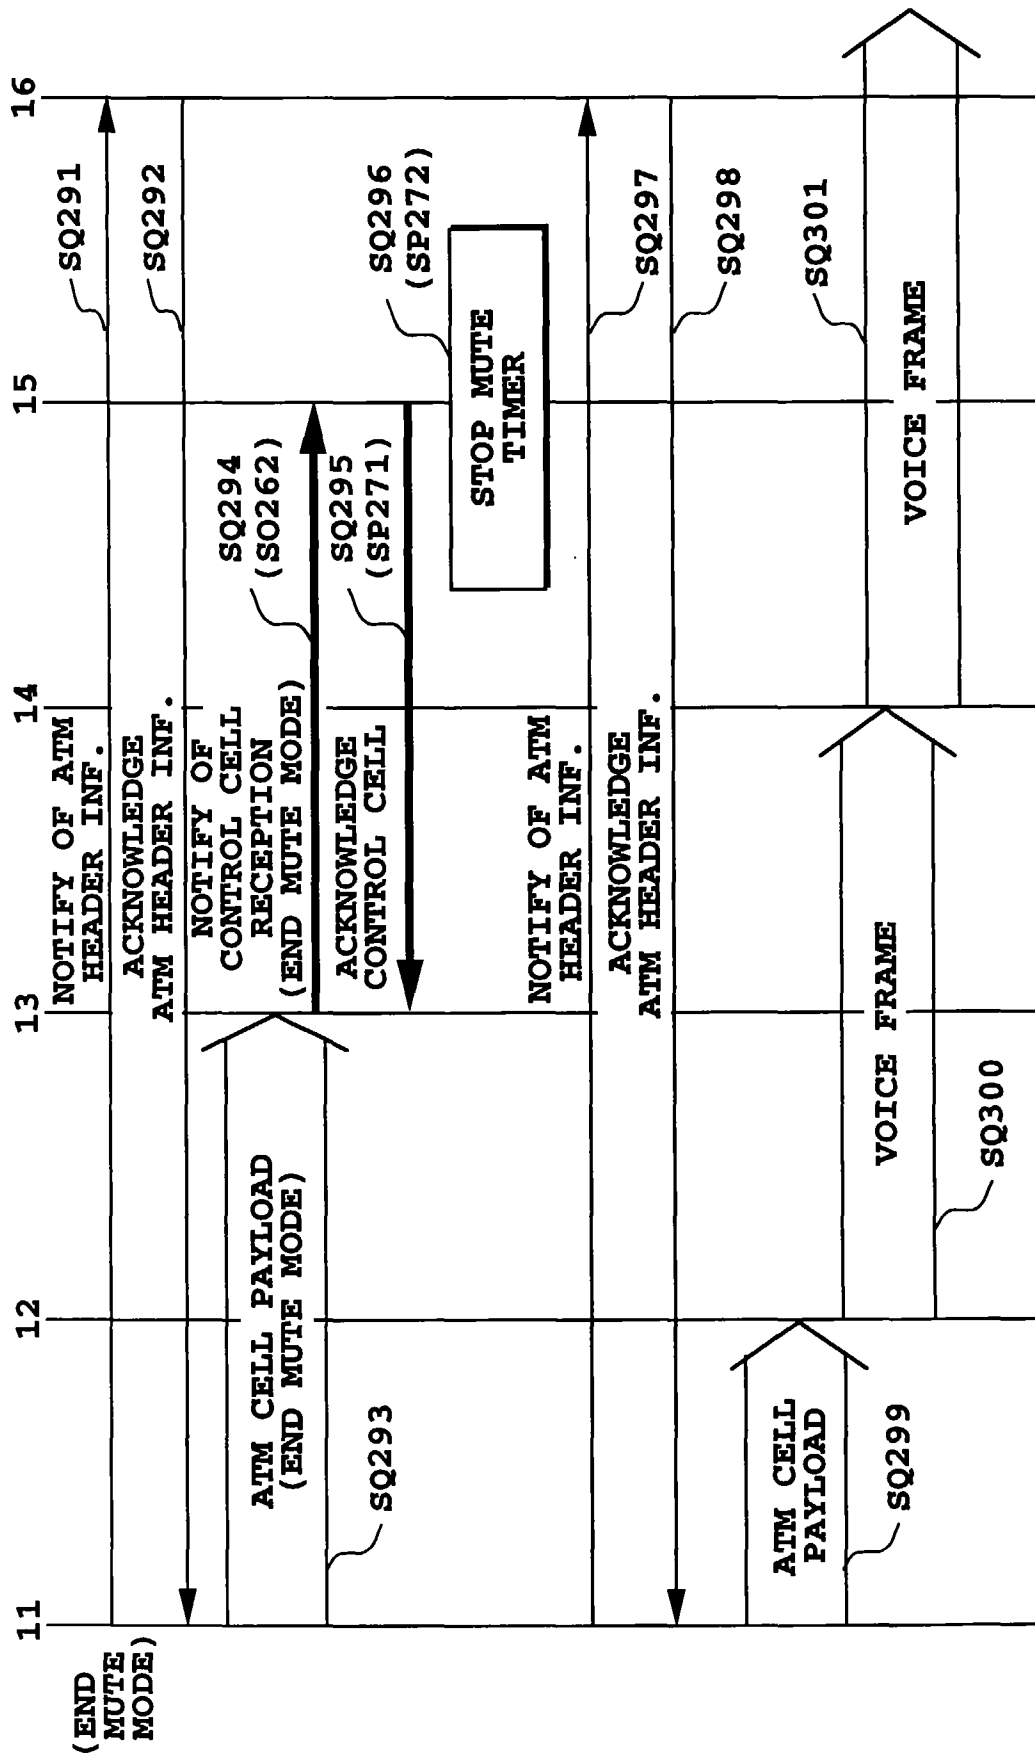 11
12
13
14
15
16
(END
MUTE
MODE)
NOTIFY OF ATM
HEADER INF.
SQ291
ACKNOWLEDGE
ATM HEADER INF.
SQ292
ATM CELL PAYLOAD
(END MUTE MODE)
SQ293
NOTIFY OF
CONTROL CELL
RECEPTION
(END MUTE MODE)
SQ294
(SO262)
ACKNOWLEDGE
CONTROL CELL
SQ295
(SP271)
SQ296
(SP272)
STOP MUTE
TIMER
NOTIFY OF ATM
HEADER INF.
SQ297
ACKNOWLEDGE
ATM HEADER INF.
SQ298
ATM CELL
PAYLOAD
SQ299
VOICE FRAME
SQ300
VOICE FRAME
SQ301